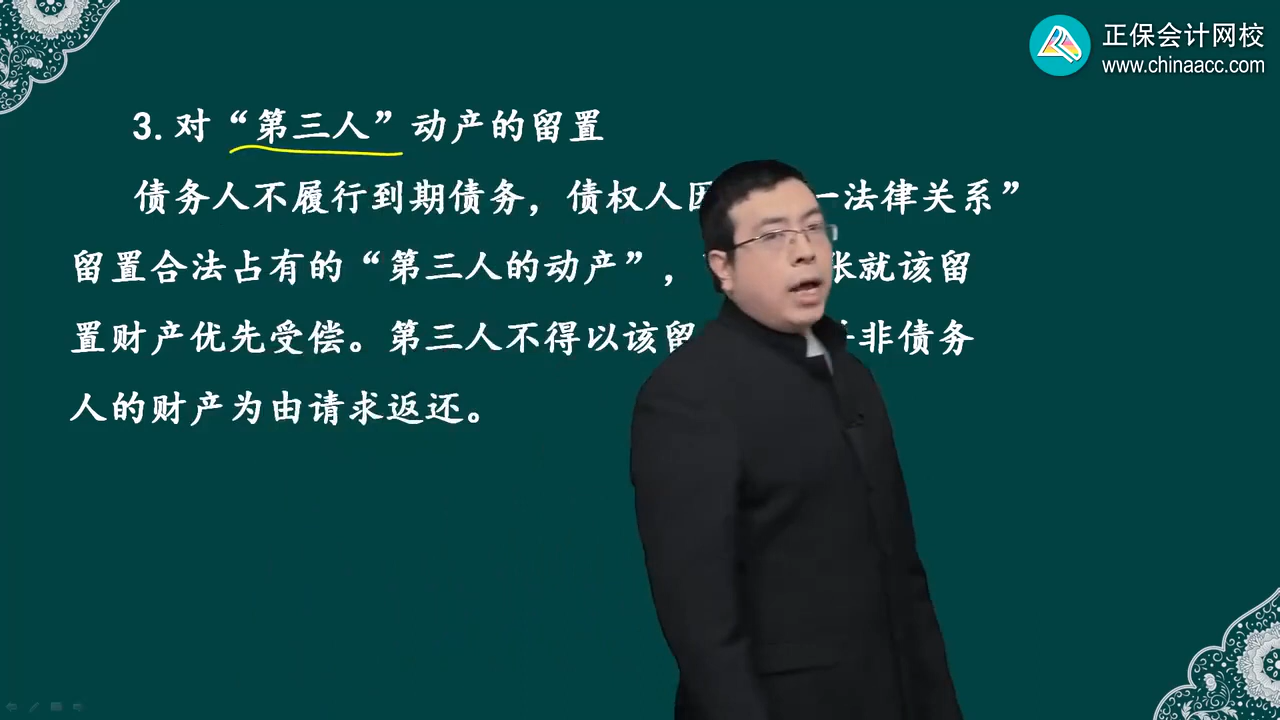 正保会计网校
www.chinaacc.com
3.对“第三人”动产的留置
债务人不履行到期债务，债权人因 一法律关系”
留置合法占有的“第三人的动产”， 张就该留
置财产优先受偿。第三人不得以该留 非债务
人的财产为由请求返还。